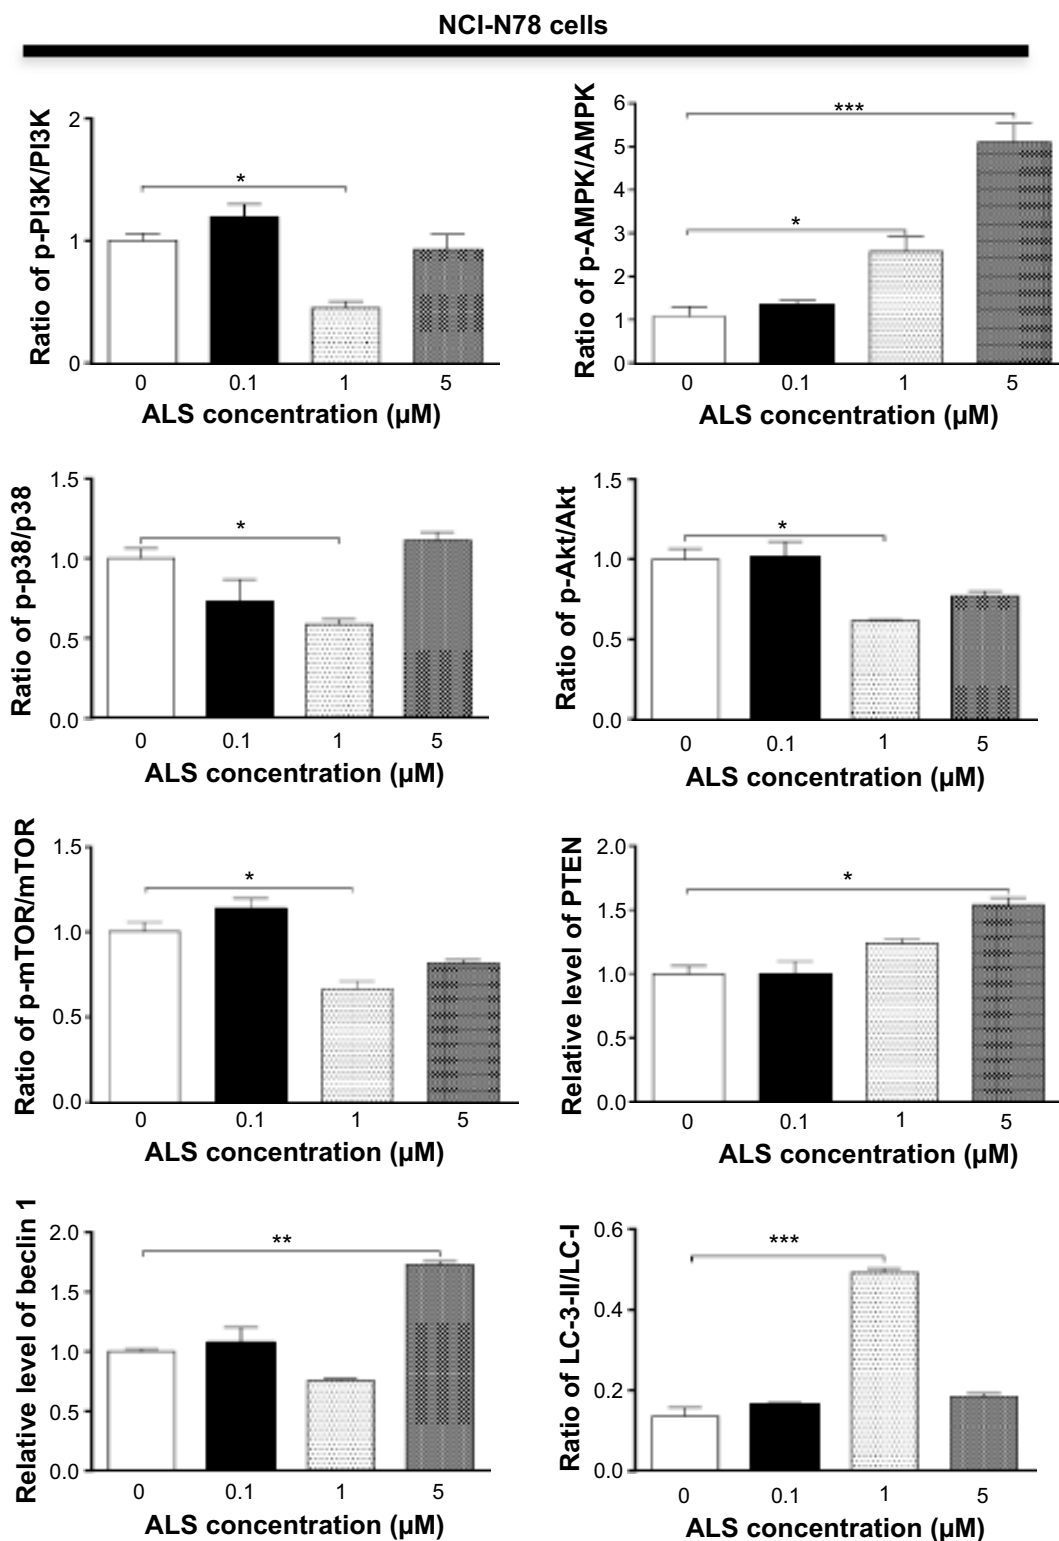 NCI-N78 cells
Ratio of p-PI3K/PI3K
2
1
0
*
0 0.1 1 5
ALS concentration (µM)
Ratio of p-AMPK/AMPK
6
5
4
3
2
1
0
***
*
0 0.1 1 5
ALS concentration (µM)
Ratio of p-p38/p38
1.5
1.0
0.5
0.0
*
0 0.1 1 5
ALS concentration (µM)
Ratio of p-Akt/Akt
1.5
1.0
0.5
0.0
*
0 0.1 1 5
ALS concentration (µM)
Ratio of p-mTOR/mTOR
1.5
1.0
0.5
0.0
*
0 0.1 1 5
ALS concentration (µM)
Relative level of PTEN
2.0
1.5
1.0
0.5
0.0
*
0 0.1 1 5
ALS concentration (µM)
Relative level of beclin 1
2.0
1.5
1.0
0.5
0.0
**
0 0.1 1 5
ALS concentration (µM)
Ratio of LC-3-II/LC-I
0.6
0.4
0.2
0.0
***
0 0.1 1 5
ALS concentration (µM)